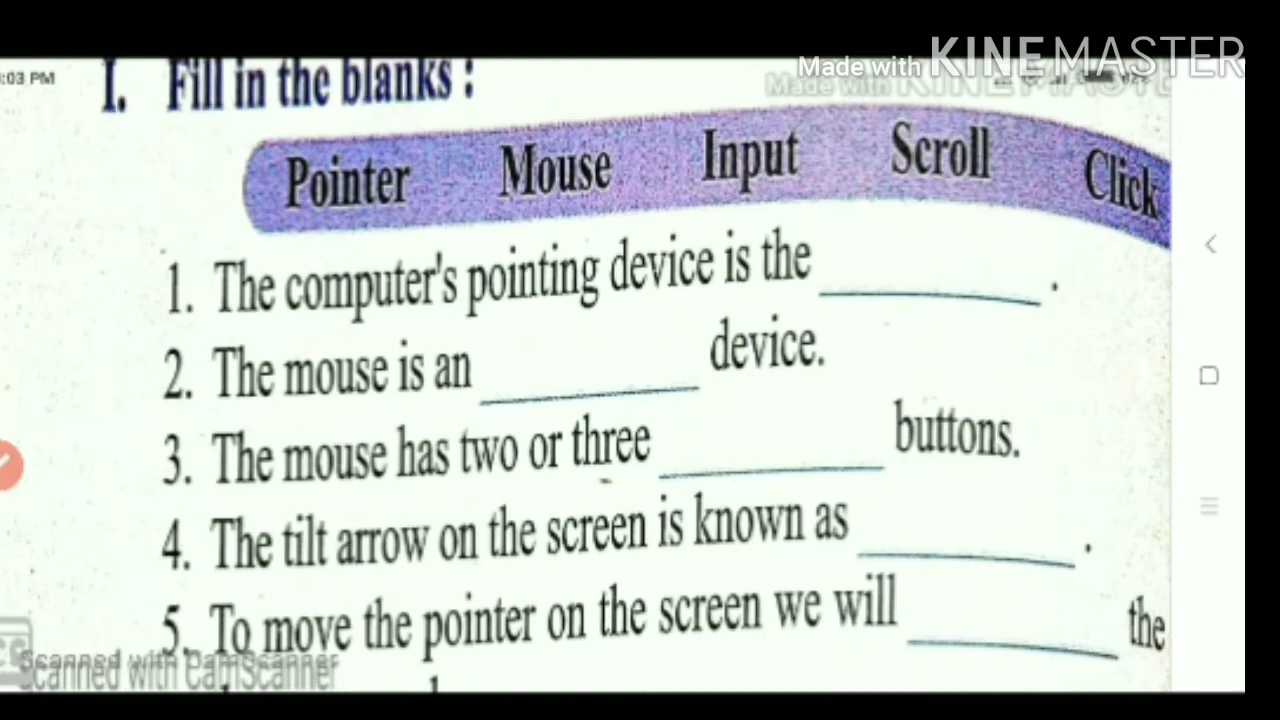 :03 PM
Made with KINEMASTER
I. Fill in the blanks :
Pointer Mouse Input Scroll Click
1. The computer's pointing device is the ________ .
2. The mouse is an ________ device.
3. The mouse has two or three ________ buttons.
4. The tilt arrow on the screen is known as ________ .
5. To move the pointer on the screen we will ________ the
Scanned with CamScanner